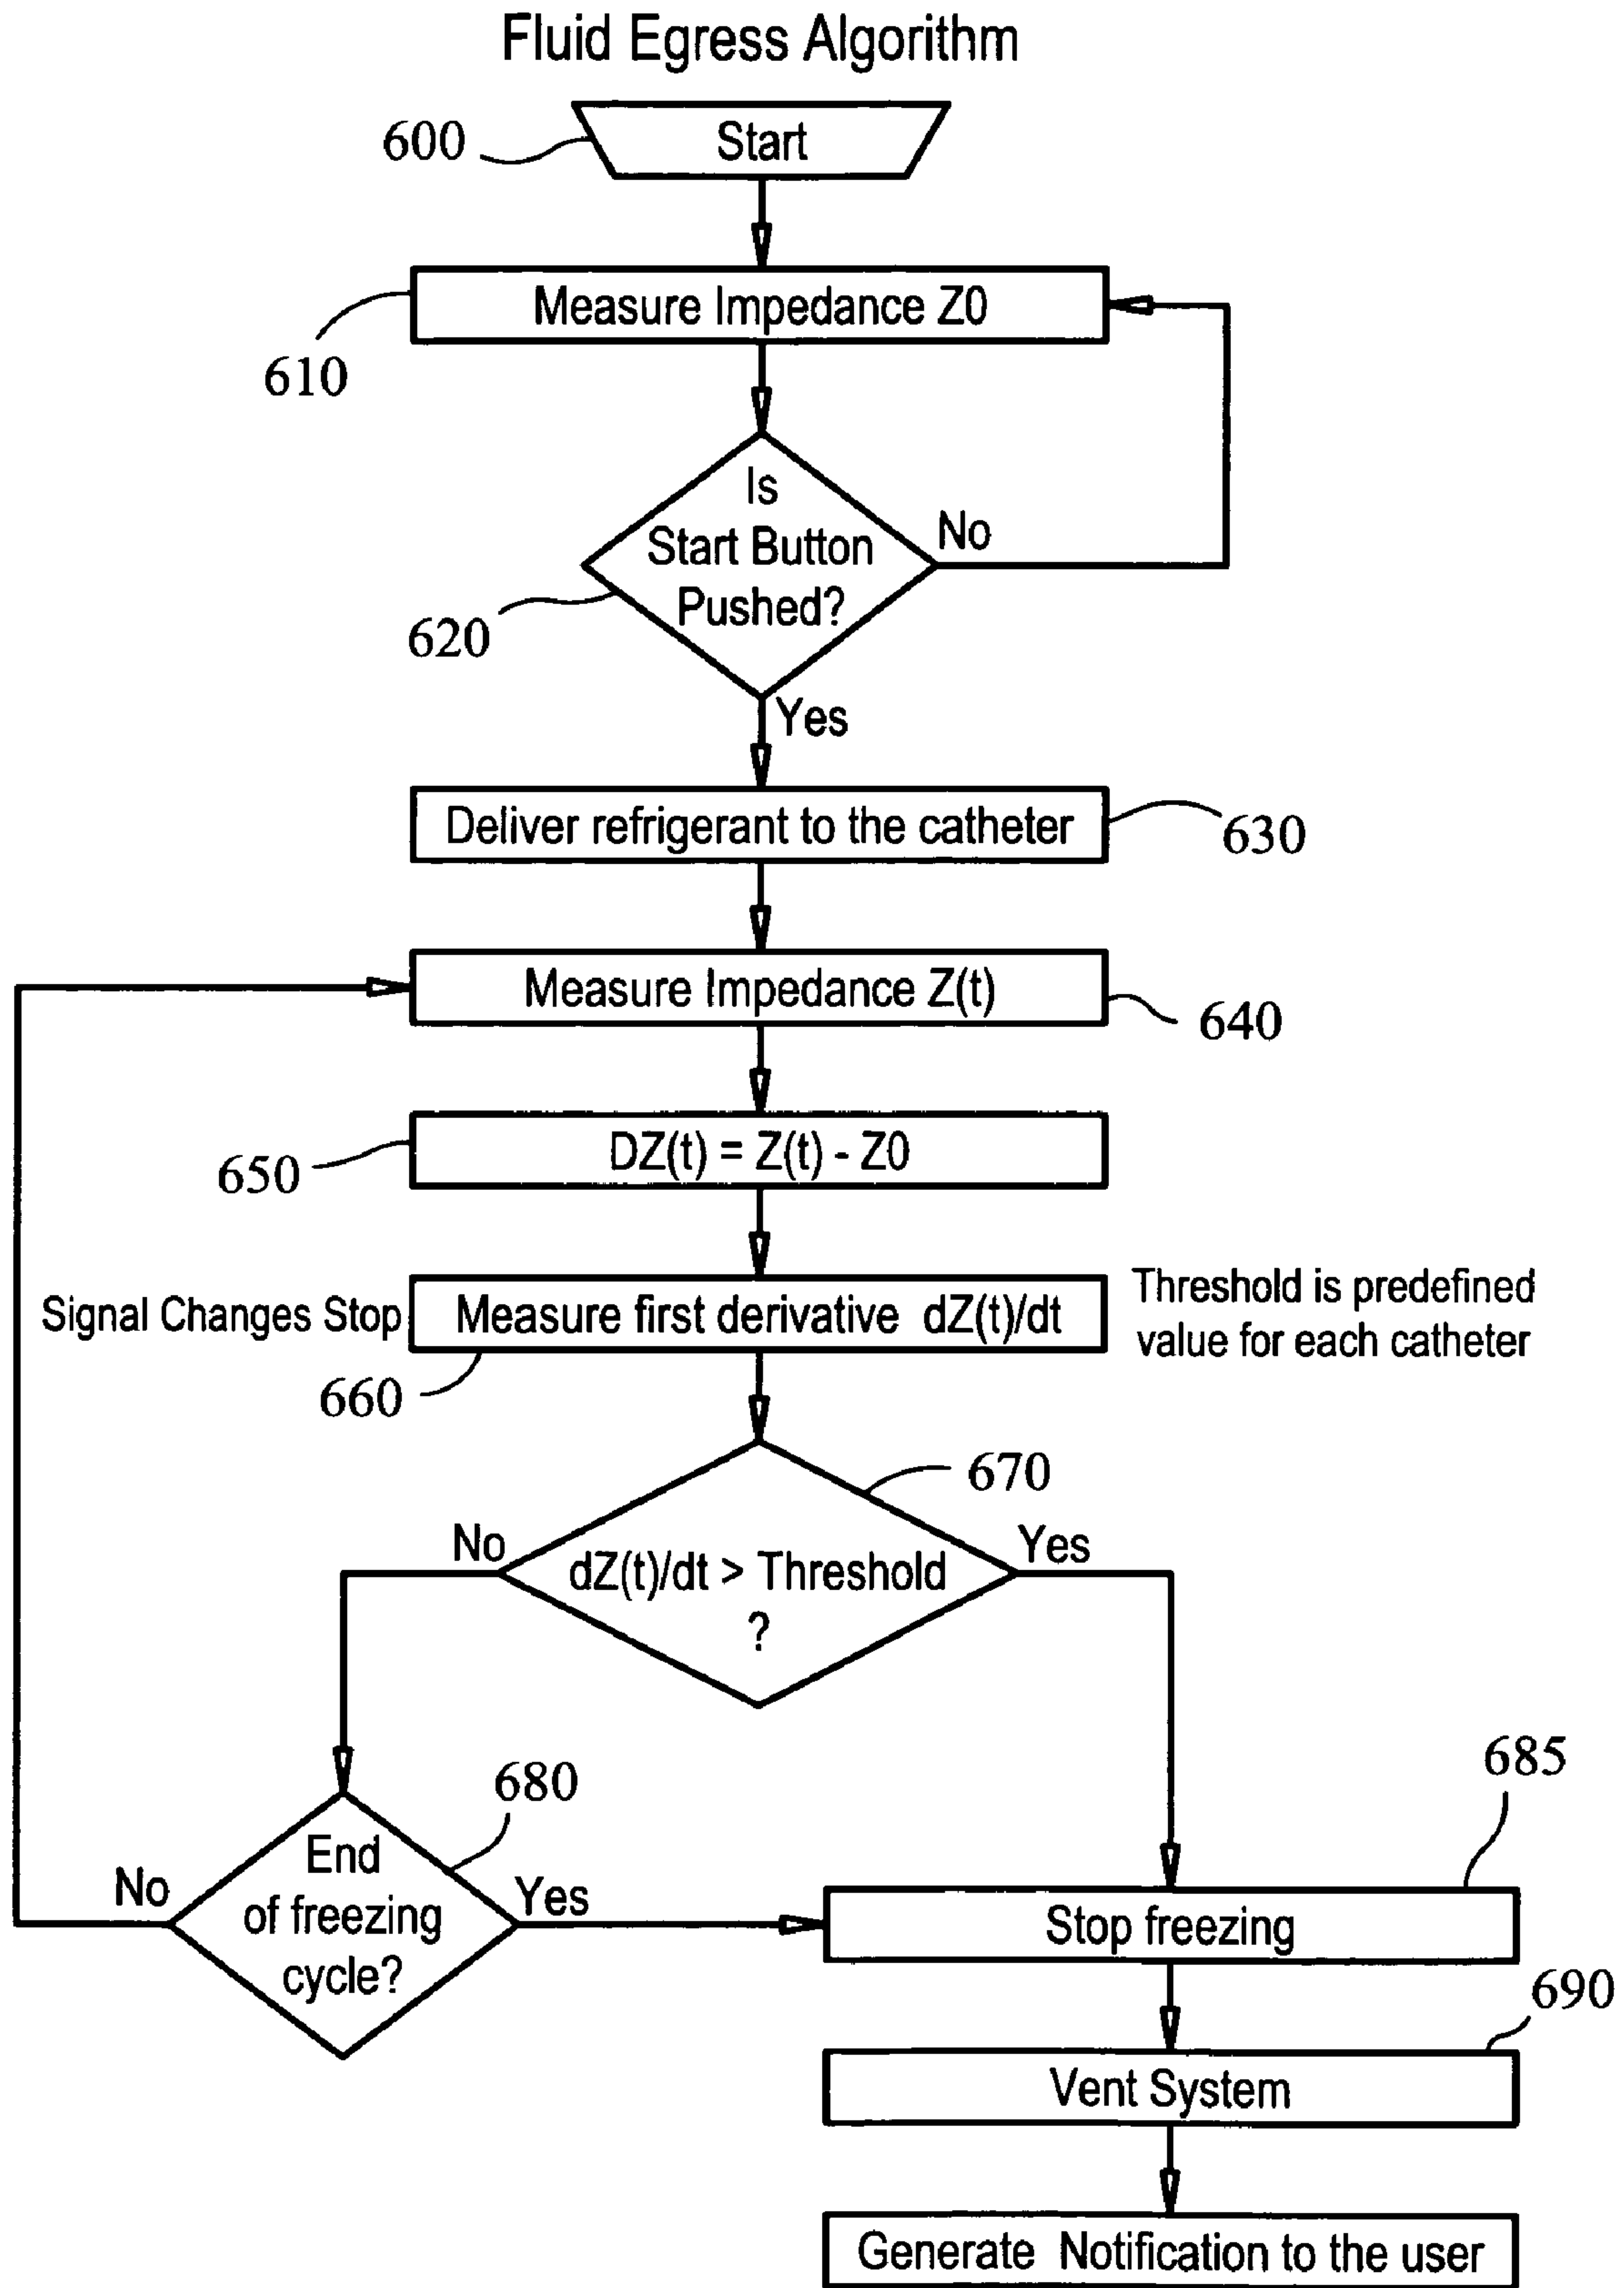 Fluid Egress Algorithm
600
Start
Measure Impedance Z0
610
Is
Start Button
Pushed?
No
620
Yes
Deliver refrigerant to the catheter
630
Measure Impedance Z(t)
640
DZ(t) = Z(t) - Z0
650
Signal Changes Stop
Measure first derivative dZ(t)/dt
Threshold is predefined
value for each catheter
660
670
No
Yes
dZ(t)/dt > Threshold
?
680
685
End
of freezing
cycle?
No
Yes
Stop freezing
690
Vent System
Generate Notification to the user